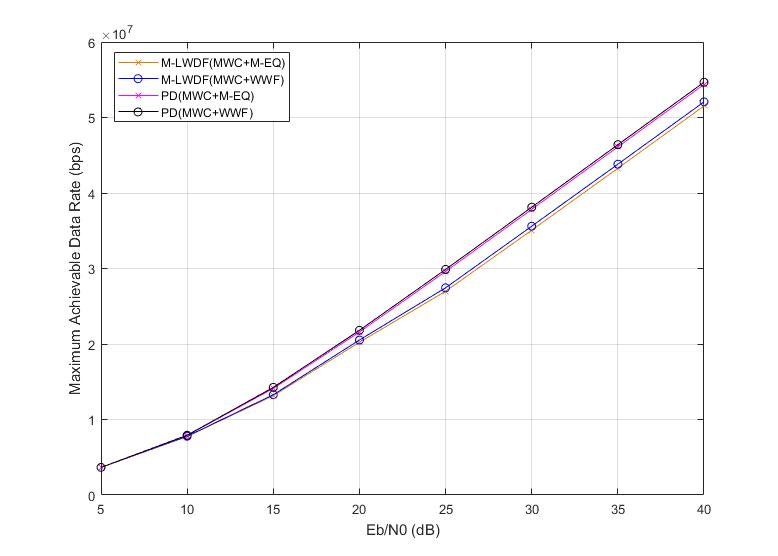 ×10^7
6
5
4
3
2
1
0
Maximum Achievable Data Rate (bps)
M-LWDF(MWC+M-EQ)
M-LWDF(MWC+WWF)
PD(MWC+M-EQ)
PD(MWC+WWF)
5 10 15 20 25 30 35 40
Eb/N0 (dB)